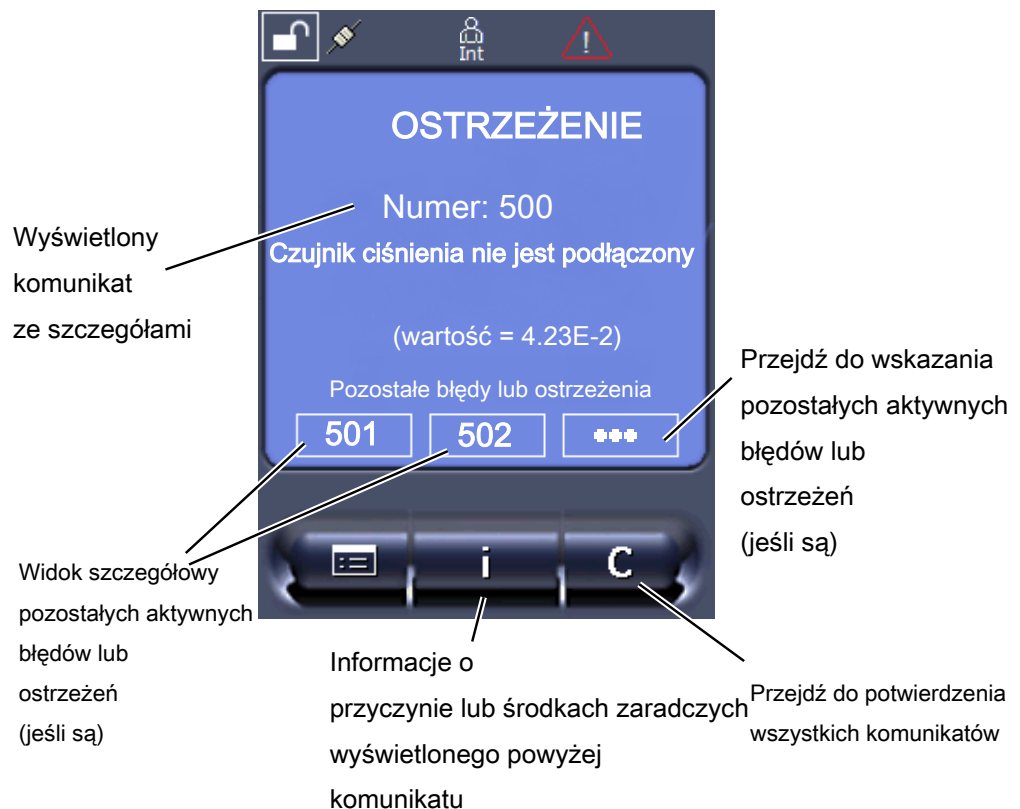 Int
!
OSTRZEŻENIE
Numer: 500
Czujnik ciśnienia nie jest podłączony
(wartość = 4.23E-2)
Pozostałe błędy lub ostrzeżenia
501 502 •••
i C
Wyświetlony
komunikat
ze szczegółami
Przejdź do wskazania
pozostałych aktywnych
błędów lub
ostrzeżeń
(jeśli są)
Widok szczegółowy
pozostałych aktywnych
błędów lub
ostrzeżeń
(jeśli są)
Informacje o
przyczynie lub środkach zaradczych
wyświetlonego powyżej
komunikatu
Przejdź do potwierdzenia
wszystkich komunikatów